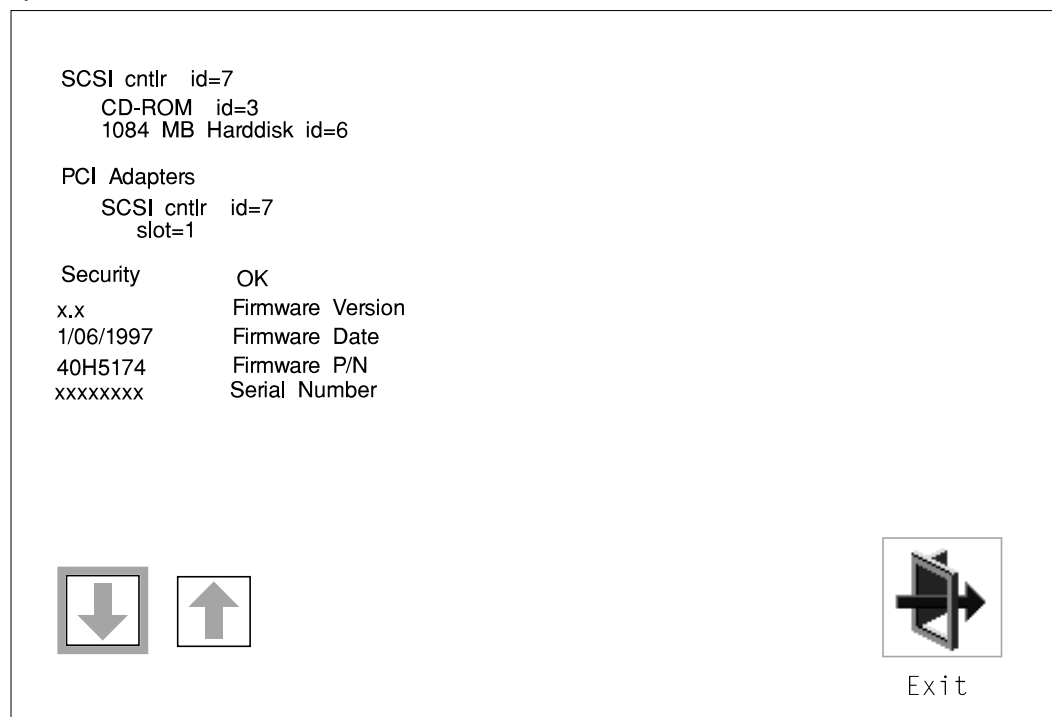 SCSI cntlr id=7
CD-ROM id=3
1084 MB Harddisk id=6
PCI Adapters
SCSI cntlr id=7
slot=1
Security OK
x.x Firmware Version
1/06/1997 Firmware Date
40H5174 Firmware P/N
xxxxxxxx Serial Number
Exit